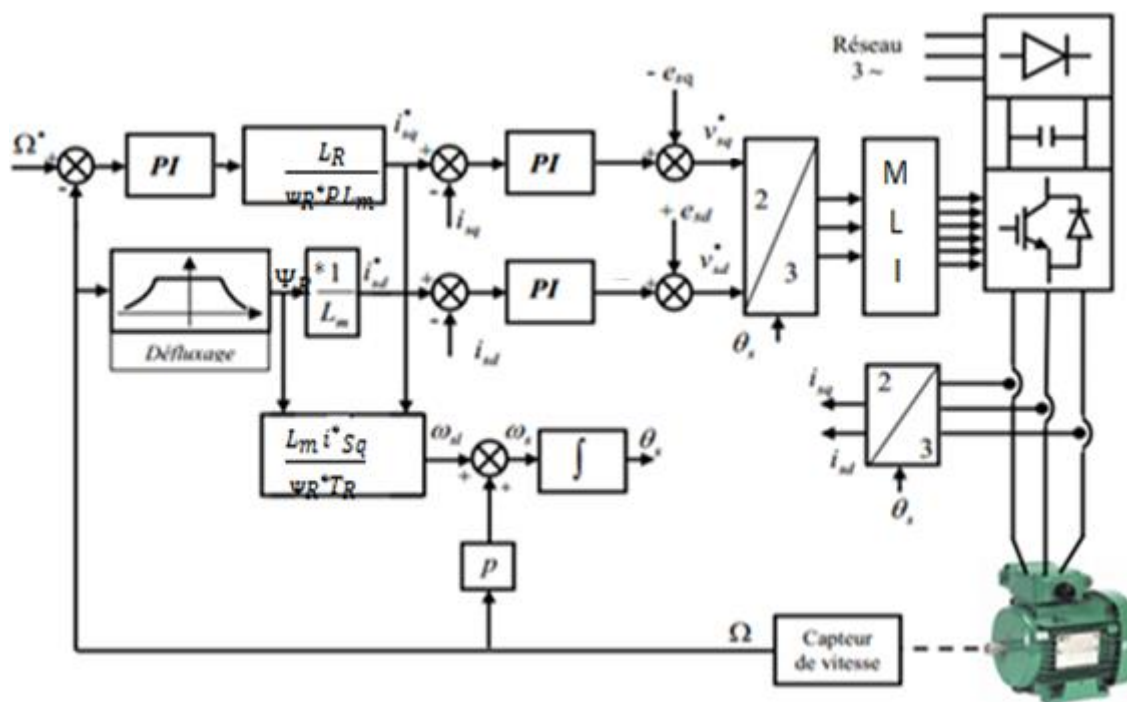 Réseau
3 ~
- e_sq
Ω*
+
-
PI
L_R
Ψ_R* p L_m
i*_sq
+
-
i_sq
PI
+
v*_sq
2
3
θ_s
M
L
I
+ e_sd
Défluxage
Ψ_R*
1
L_m
i*_sd
+
-
i_sd
PI
+
v*_sd
i_sq
i_sd
2
3
θ_s
L_m i*_Sq
Ψ_R* T_R
ω_sl
+
+
ω_s
∫
θ_s
p
Ω
Capteur
de vitesse